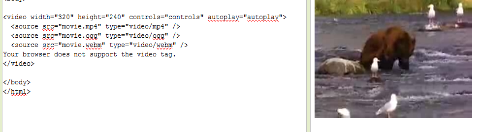 <video width="320" height="240" controls="controls" autoplay="autoplay">
<source src="movie.mp4" type="video/mp4" />
<source src="movie.ogg" type="video/ogg" />
<source src="movie.webm" type="video/webm" />
Your browser does not support the video tag.
</video>
</body>
</html>